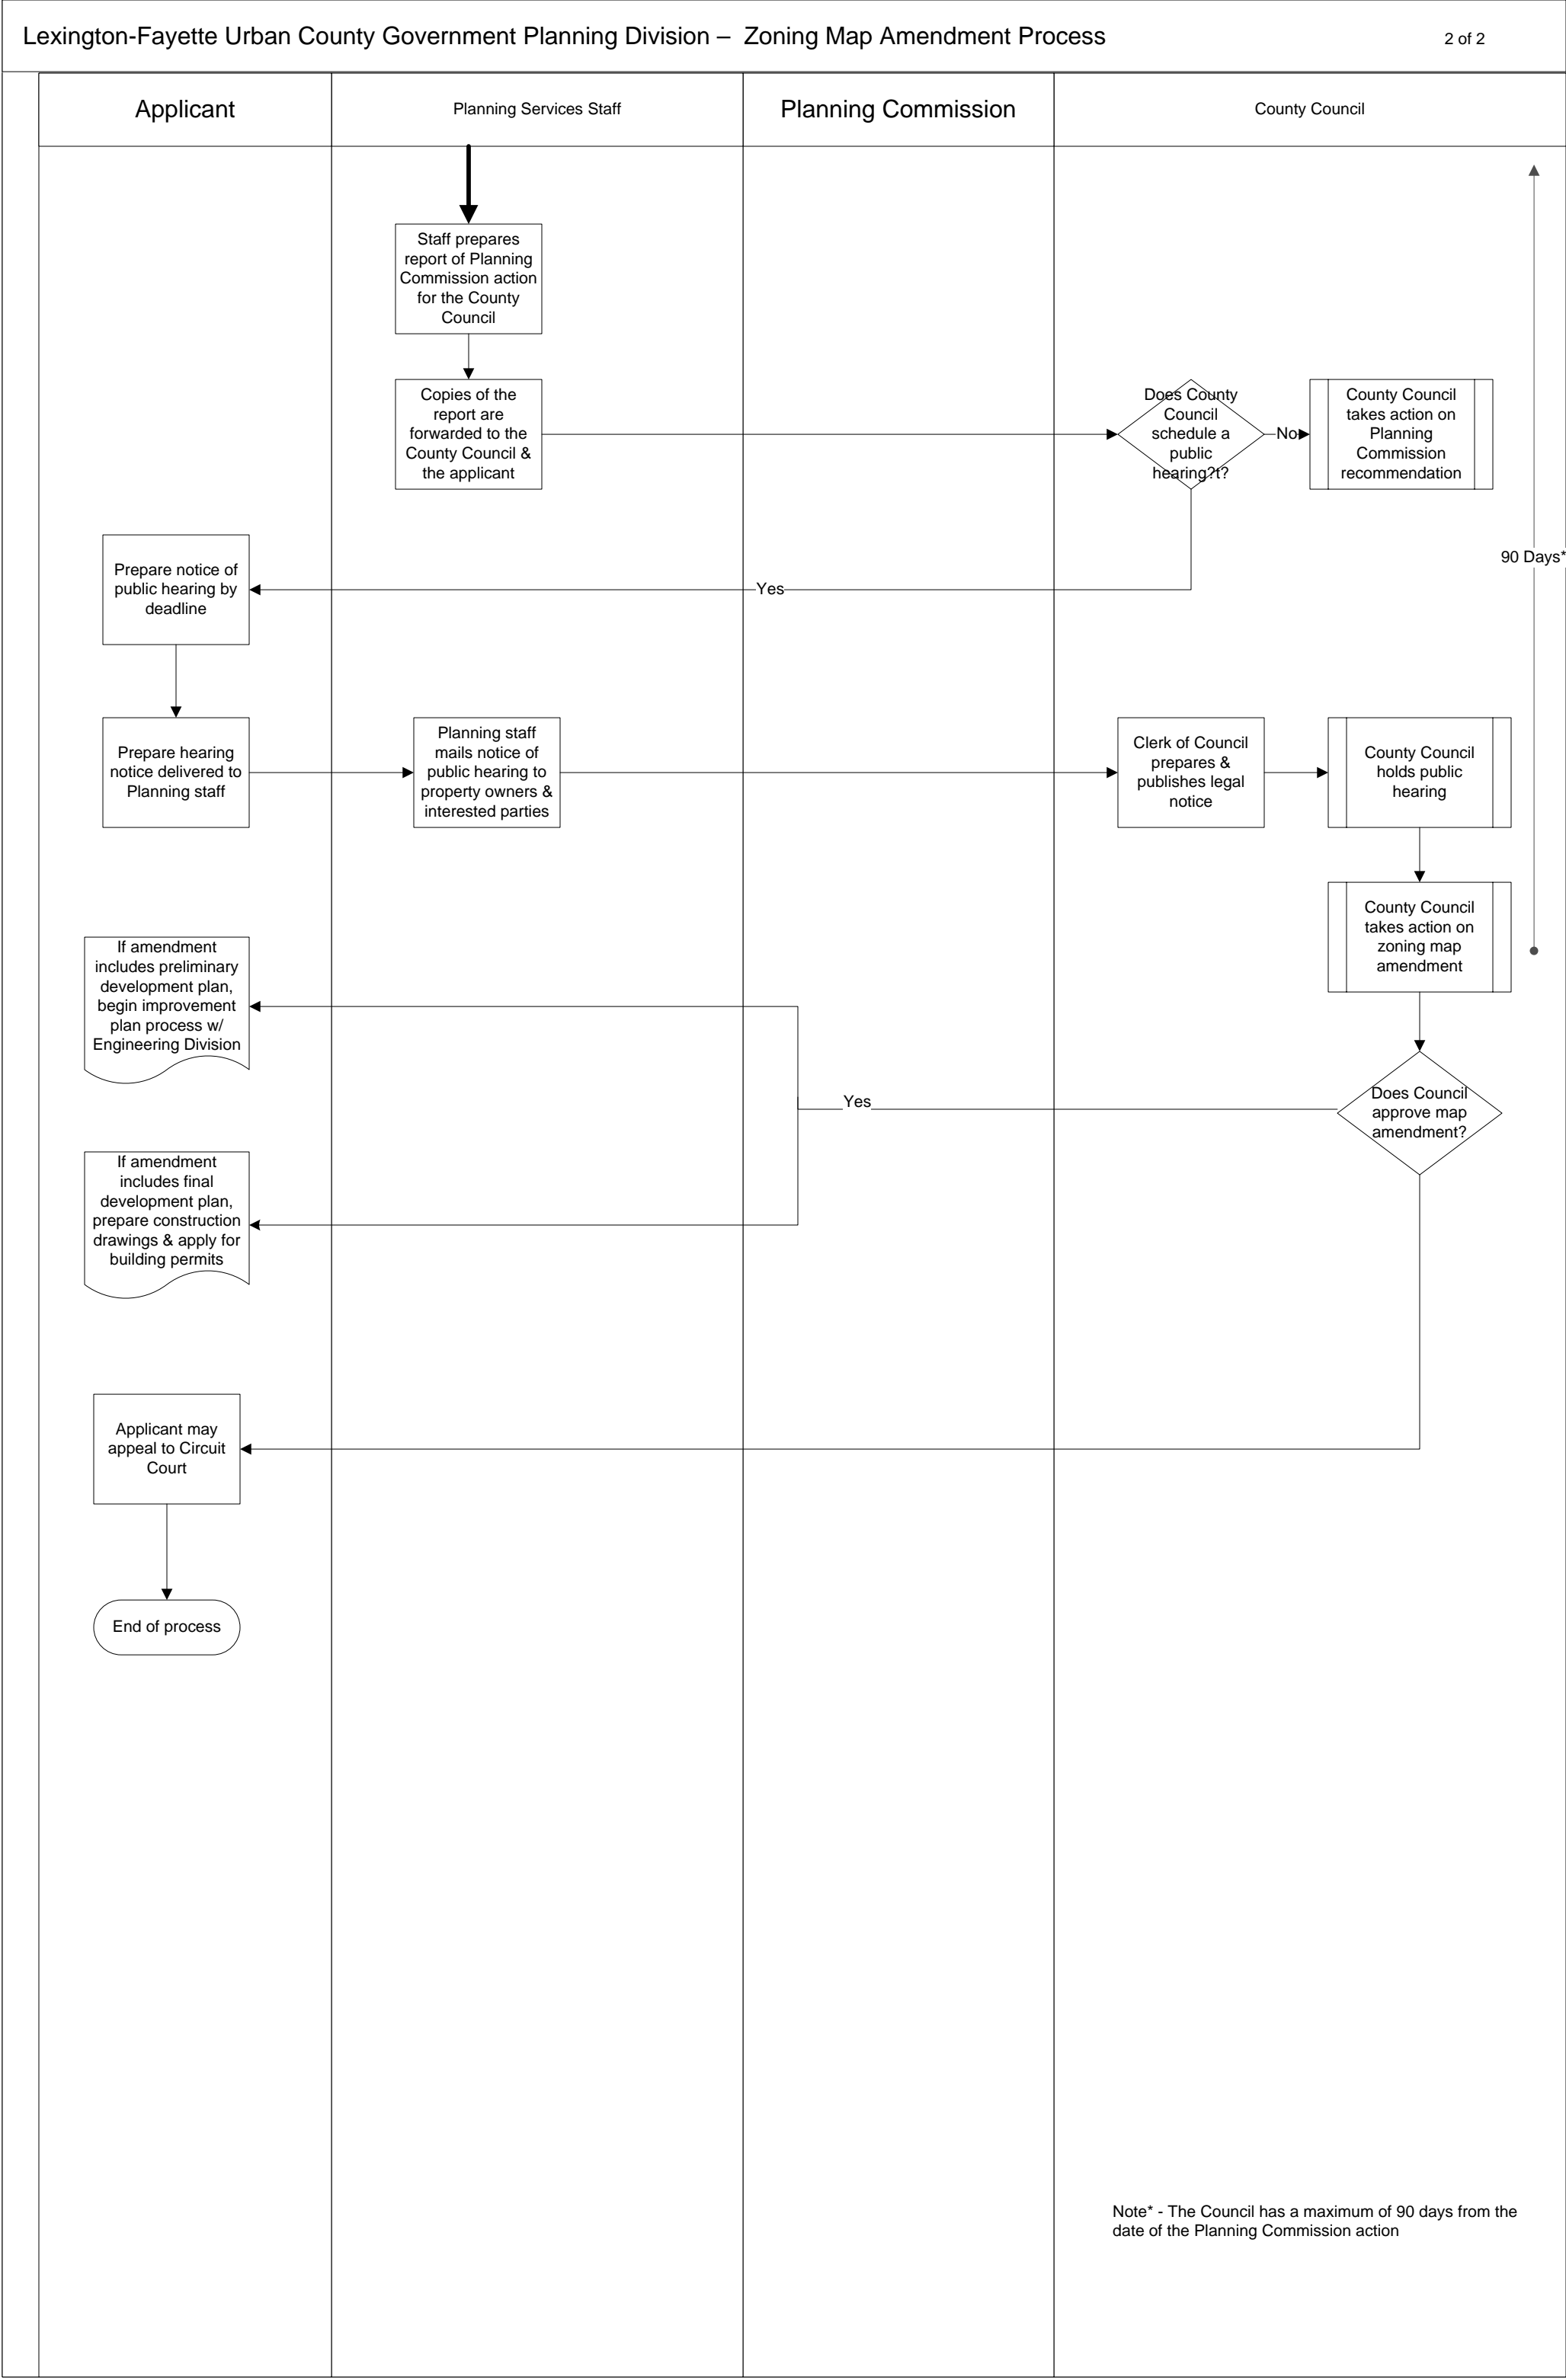 Lexington-Fayette Urban County Government Planning Division – Zoning Map Amendment Process
2 of 2
Applicant
Planning Services Staff
Planning Commission
County Council
Staff prepares
report of Planning
Commission action
for the County
Council
Copies of the
report are
forwarded to the
County Council &
the applicant
Does County
Council
schedule a
public
hearing?t?
No
County Council
takes action on
Planning
Commission
recommendation
90 Days*
Prepare notice of
public hearing by
deadline
Yes
Prepare hearing
notice delivered to
Planning staff
Planning staff
mails notice of
public hearing to
property owners &
interested parties
Clerk of Council
prepares &
publishes legal
notice
County Council
holds public
hearing
County Council
takes action on
zoning map
amendment
If amendment
includes preliminary
development plan,
begin improvement
plan process w/
Engineering Division
Yes
Does Council
approve map
amendment?
If amendment
includes final
development plan,
prepare construction
drawings & apply for
building permits
Applicant may
appeal to Circuit
Court
End of process
Note* - The Council has a maximum of 90 days from the
date of the Planning Commission action